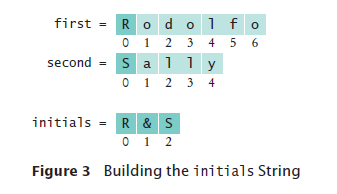 first = R o d o l f o
0 1 2 3 4 5 6
second = S a l l y
0 1 2 3 4
initials = R & S
0 1 2
Figure 3 Building the initials String